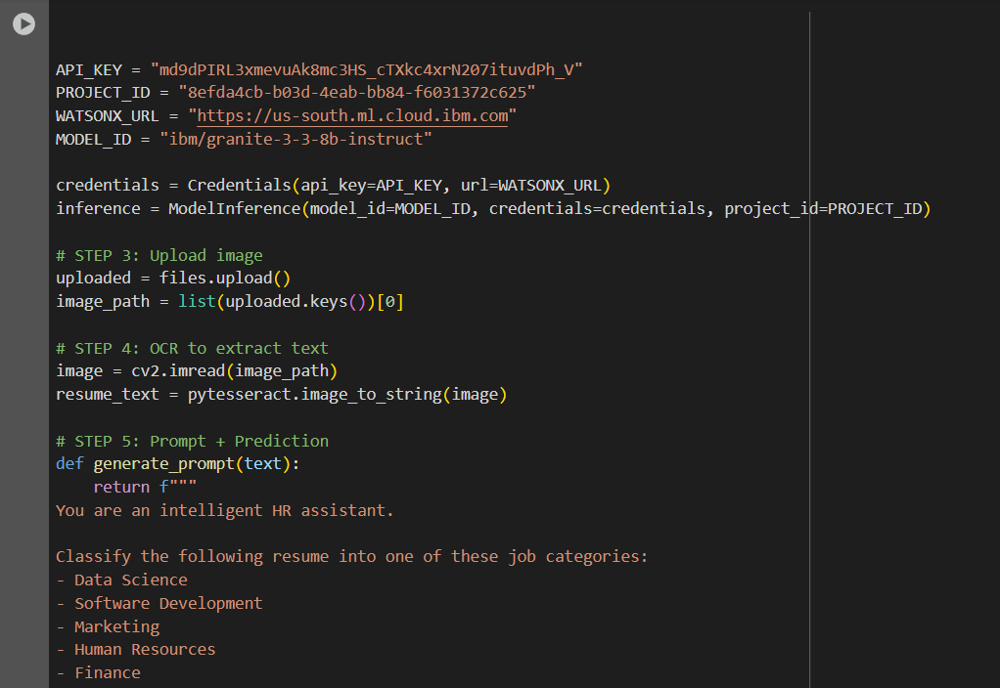 API_KEY = "md9dPIRL3xmevuAk8mc3HS_cTXkc4xrN207ituvdPh_V"
PROJECT_ID = "8efda4cb-b03d-4eab-bb84-f6031372c625"
WATSONX_URL = "https://us-south.ml.cloud.ibm.com"
MODEL_ID = "ibm/granite-3-3-8b-instruct"
credentials = Credentials(api_key=API_KEY, url=WATSONX_URL)
inference = ModelInference(model_id=MODEL_ID, credentials=credentials, project_id=PROJECT_ID)
# STEP 3: Upload image
uploaded = files.upload()
image_path = list(uploaded.keys())[0]
# STEP 4: OCR to extract text
image = cv2.imread(image_path)
resume_text = pytesseract.image_to_string(image)
# STEP 5: Prompt + Prediction
def generate_prompt(text):
    return f"""
You are an intelligent HR assistant.
Classify the following resume into one of these job categories:
- Data Science
- Software Development
- Marketing
- Human Resources
- Finance